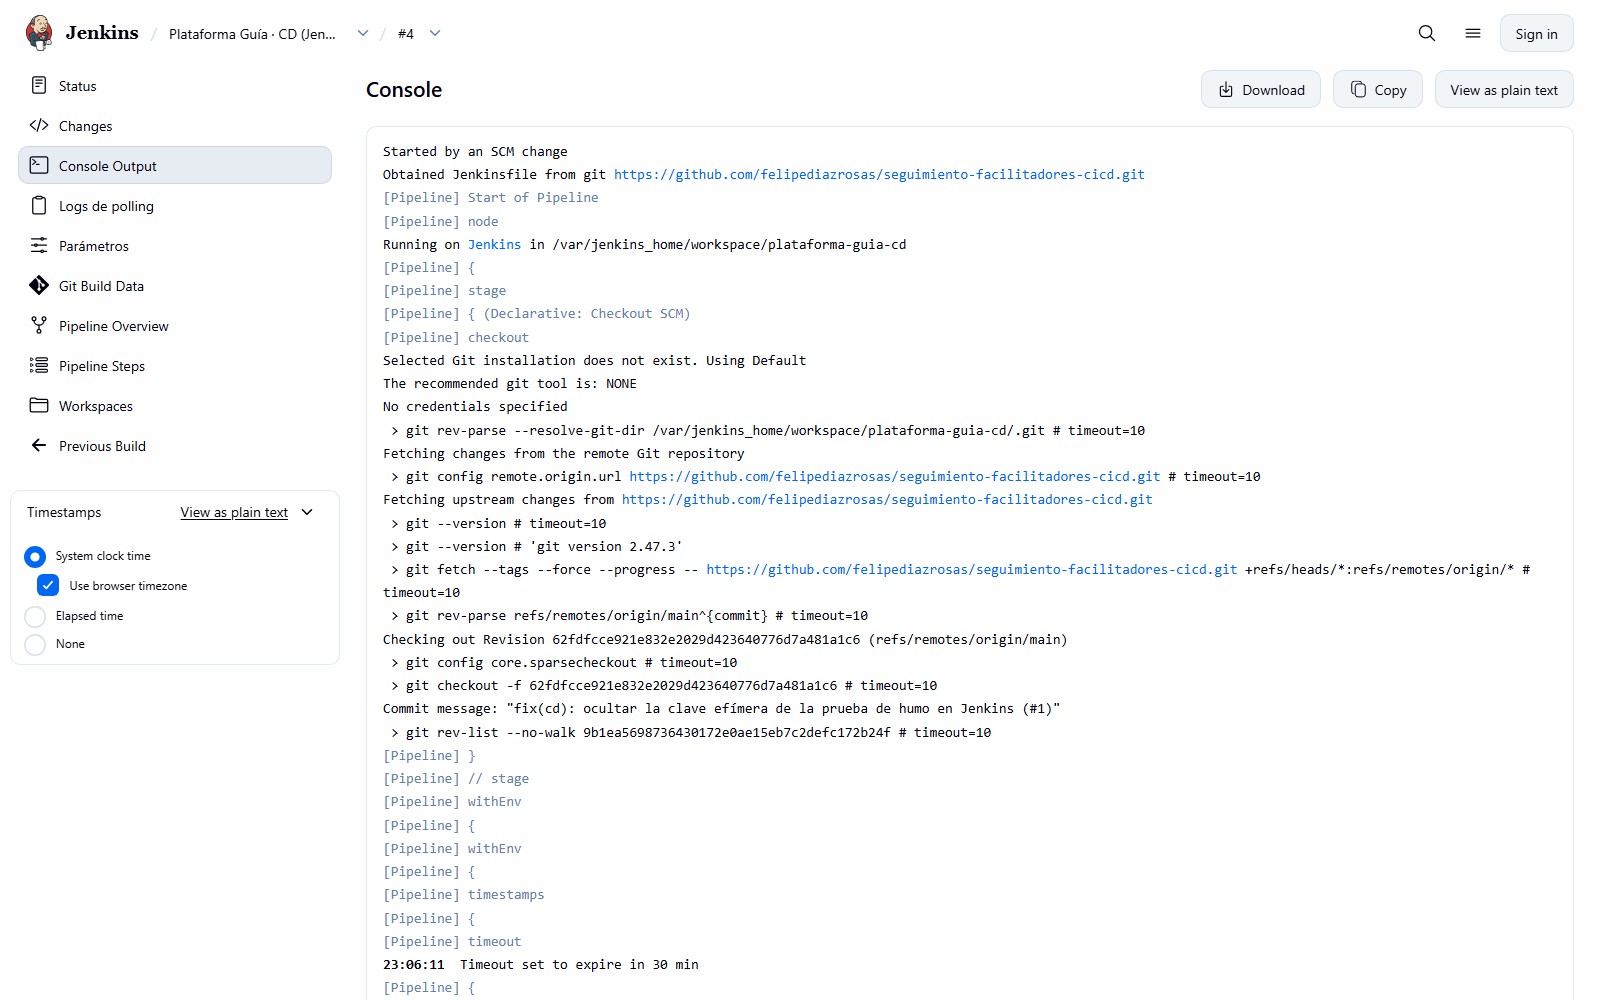 Jenkins / Plataforma Guía · CD (Jen... / #4
Sign in
Status
Changes
Console Output
Logs de polling
Parámetros
Git Build Data
Pipeline Overview
Pipeline Steps
Workspaces
Previous Build
Timestamps
View as plain text
System clock time
Use browser timezone
Elapsed time
None
Console
Download
Copy
View as plain text
Started by an SCM change
Obtained Jenkinsfile from git https://github.com/felipediazrosas/seguimiento-facilitadores-cicd.git
[Pipeline] Start of Pipeline
[Pipeline] node
Running on Jenkins in /var/jenkins_home/workspace/plataforma-guia-cd
[Pipeline] {
[Pipeline] stage
[Pipeline] { (Declarative: Checkout SCM)
[Pipeline] checkout
Selected Git installation does not exist. Using Default
The recommended git tool is: NONE
No credentials specified
> git rev-parse --resolve-git-dir /var/jenkins_home/workspace/plataforma-guia-cd/.git # timeout=10
Fetching changes from the remote Git repository
> git config remote.origin.url https://github.com/felipediazrosas/seguimiento-facilitadores-cicd.git # timeout=10
Fetching upstream changes from https://github.com/felipediazrosas/seguimiento-facilitadores-cicd.git
> git --version # timeout=10
> git --version # 'git version 2.47.3'
> git fetch --tags --force --progress -- https://github.com/felipediazrosas/seguimiento-facilitadores-cicd.git +refs/heads/*:refs/remotes/origin/* #
timeout=10
> git rev-parse refs/remotes/origin/main^{commit} # timeout=10
Checking out Revision 62fdfcce921e832e2029d423640776d7a481a1c6 (refs/remotes/origin/main)
> git config core.sparsecheckout # timeout=10
> git checkout -f 62fdfcce921e832e2029d423640776d7a481a1c6 # timeout=10
Commit message: "fix(cd): ocultar la clave efímera de la prueba de humo en Jenkins (#1)"
> git rev-list --no-walk 9b1ea5698736430172e0ae15eb7c2defc172b24f # timeout=10
[Pipeline] }
[Pipeline] // stage
[Pipeline] withEnv
[Pipeline] {
[Pipeline] withEnv
[Pipeline] {
[Pipeline] timestamps
[Pipeline] {
[Pipeline] timeout
23:06:11 Timeout set to expire in 30 min
[Pipeline] {